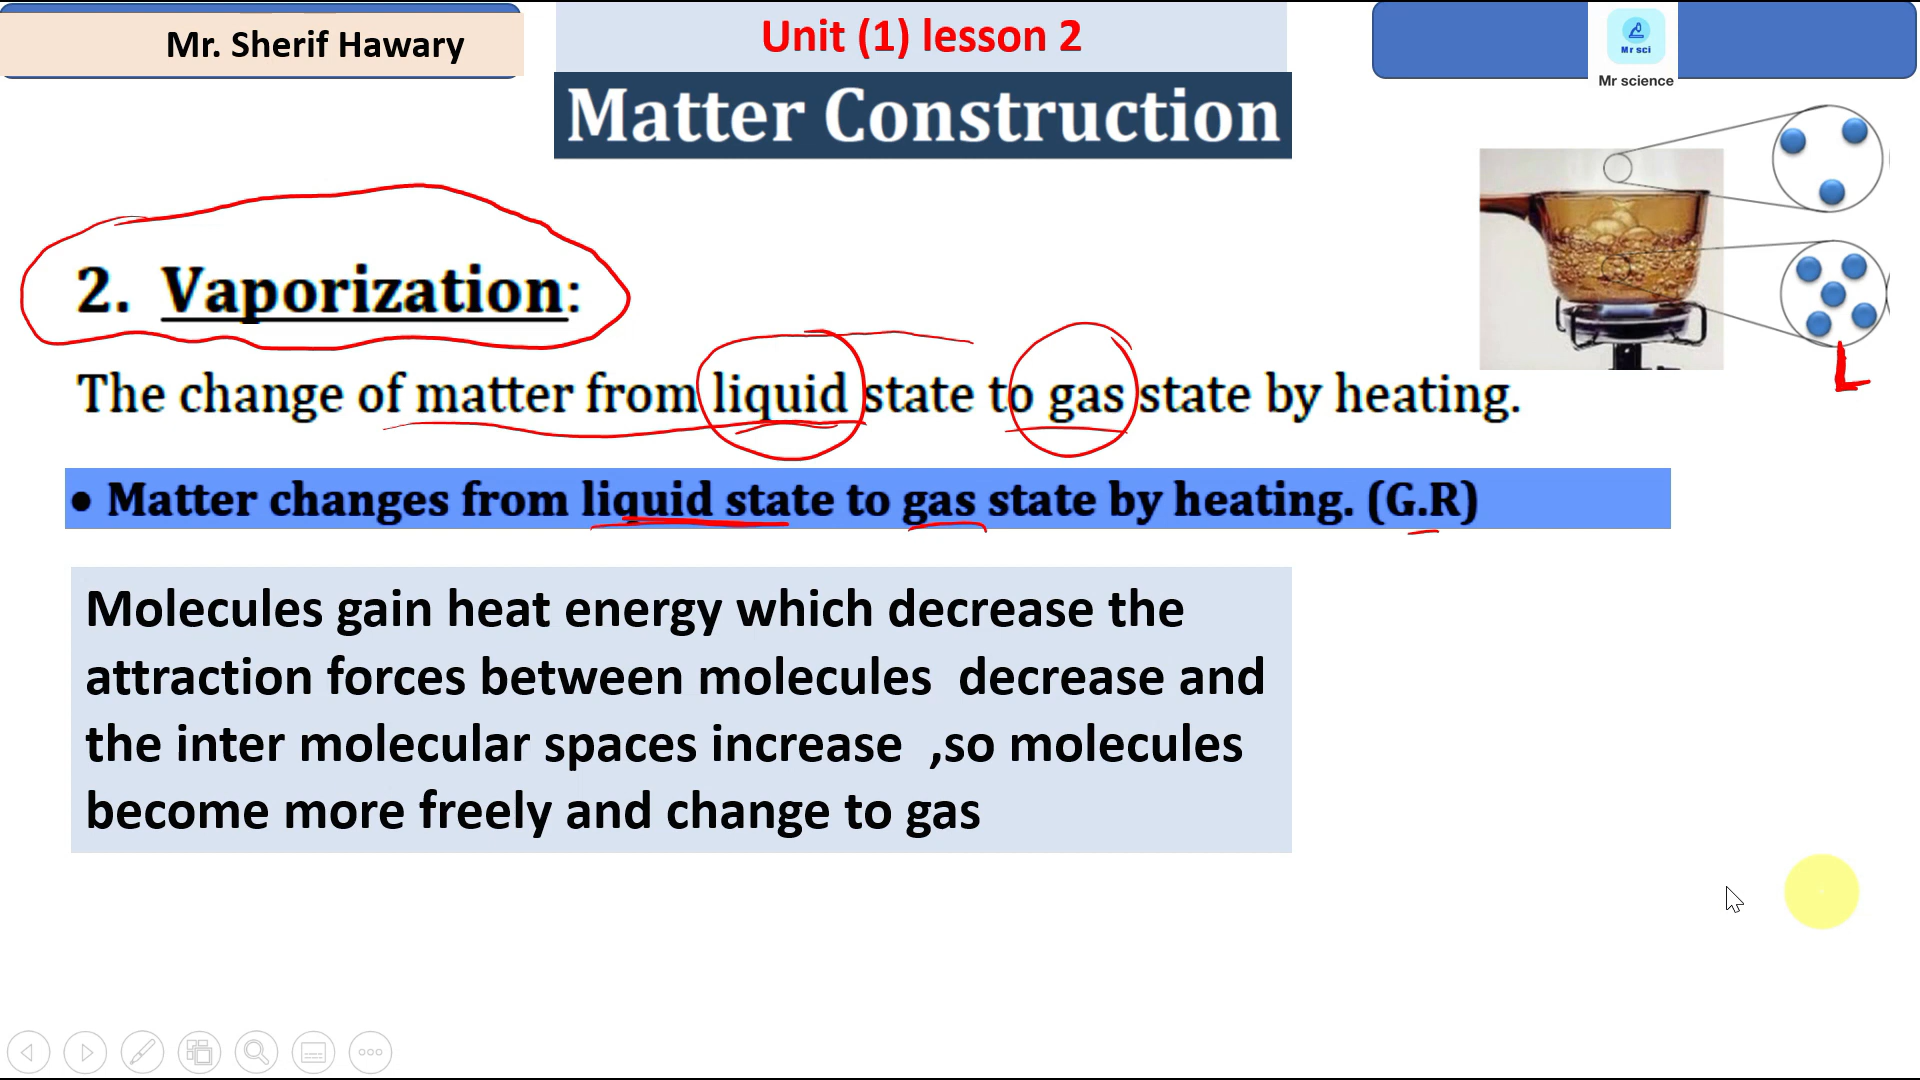 Mr. Sherif Hawary
Unit (1) lesson 2
Mr sci
Mr science
Matter Construction
2. Vaporization:
The change of matter from liquid state to gas state by heating.
L
• Matter changes from liquid state to gas state by heating. (G.R)
Molecules gain heat energy which decrease the
attraction forces between molecules decrease and
the inter molecular spaces increase ,so molecules
become more freely and change to gas